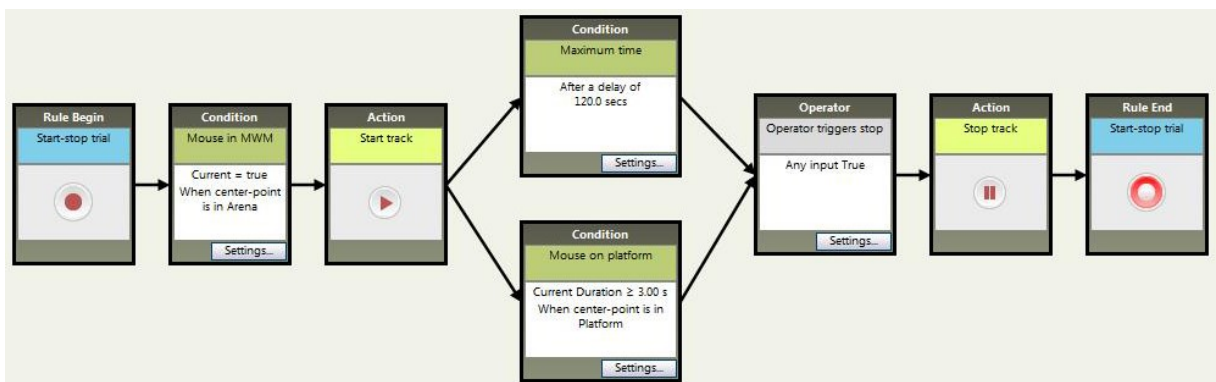 Rule Begin
Start-stop trial
Condition
Mouse in MWM
Current = true
When center-point
is in Arena
Settings...
Action
Start track
Condition
Maximum time
After a delay of
120.0 secs
Settings...
Condition
Mouse on platform
Current Duration ≥ 3.00 s
When center-point is in
Platform
Settings...
Operator
Operator triggers stop
Any input True
Settings...
Action
Stop track
Rule End
Start-stop trial